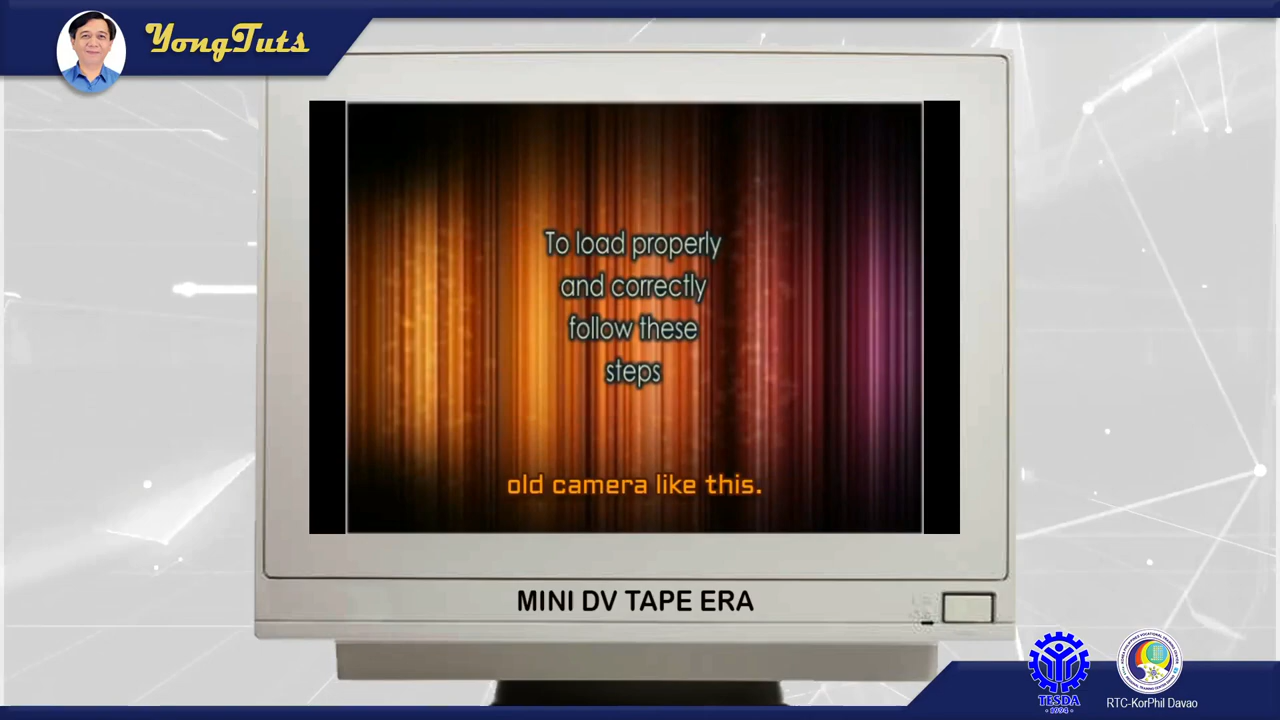 YongTuts
To load properly
and correctly
follow these
steps
old camera like this.
MINI DV TAPE ERA
TESDA
1994
RTC-KorPhil Davao